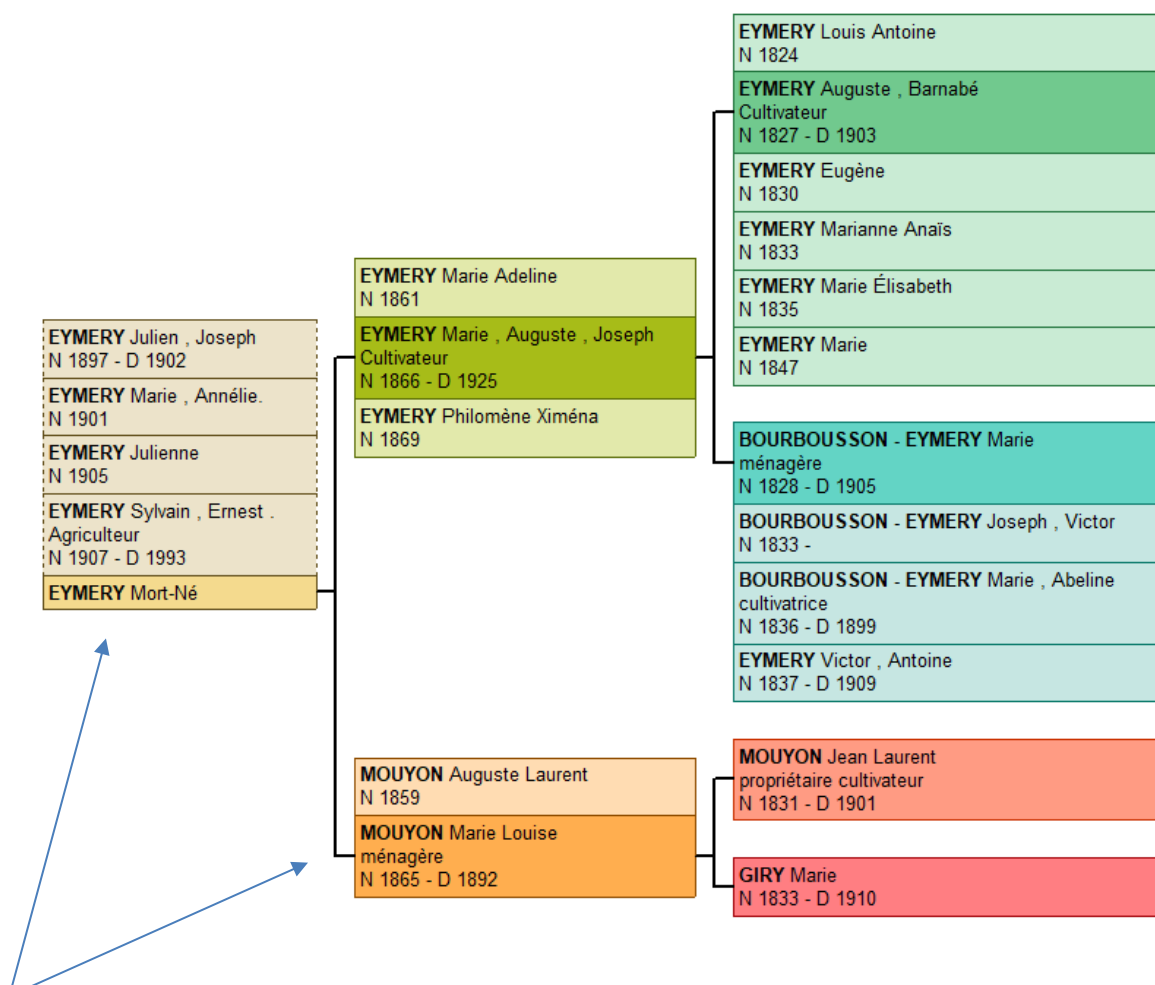 EYMERY Louis Antoine
N 1824
EYMERY Auguste , Barnabé
Cultivateur
N 1827 - D 1903
EYMERY Eugène
N 1830
EYMERY Marianne Anaïs
N 1833
EYMERY Marie Élisabeth
N 1835
EYMERY Marie
N 1847
EYMERY Marie Adeline
N 1861
EYMERY Marie , Auguste , Joseph
Cultivateur
N 1866 - D 1925
EYMERY Philomène Xiména
N 1869
EYMERY Julien , Joseph
N 1897 - D 1902
EYMERY Marie , Annélie.
N 1901
EYMERY Julienne
N 1905
EYMERY Sylvain , Ernest .
Agriculteur
N 1907 - D 1993
EYMERY Mort-Né
BOURBOUSSON - EYMERY Marie
ménagère
N 1828 - D 1905
BOURBOUSSON - EYMERY Joseph , Victor
N 1833 -
BOURBOUSSON - EYMERY Marie , Abeline
cultivatrice
N 1836 - D 1899
EYMERY Victor , Antoine
N 1837 - D 1909
MOUYON Auguste Laurent
N 1859
MOUYON Marie Louise
ménagère
N 1865 - D 1892
MOUYON Jean Laurent
propriétaire cultivateur
N 1831 - D 1901
GIRY Marie
N 1833 - D 1910